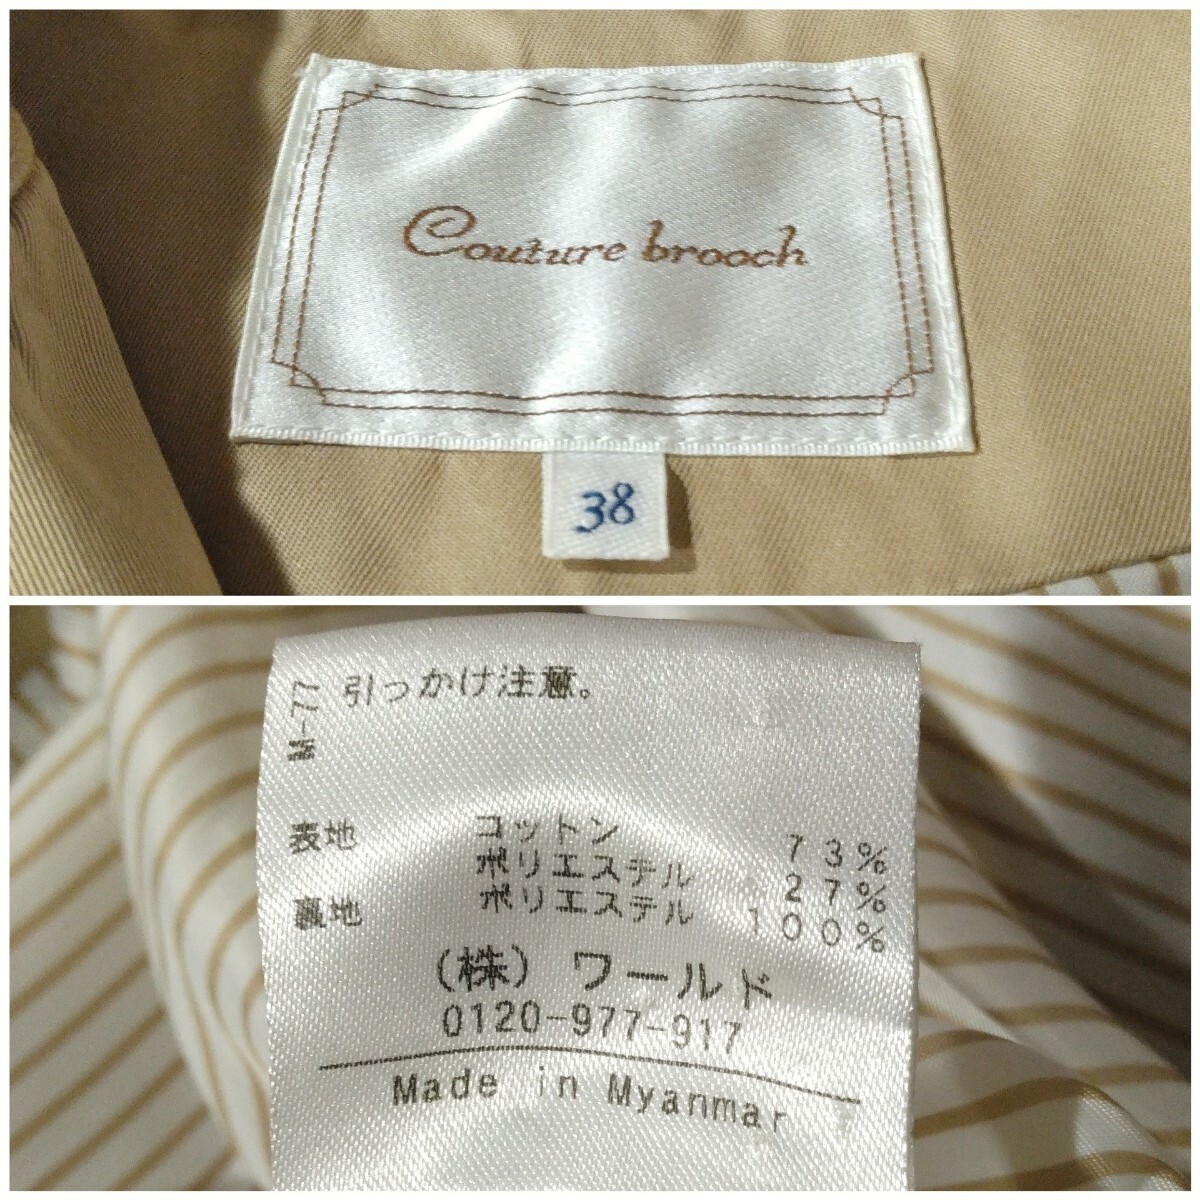 Couture brooch
38
M-77
引っかけ注意。
表地 コットン 73%
ポリエステル 27%
裏地 ポリエステル 100%
(株) ワールド
0120-977-917
Made in Myanmar